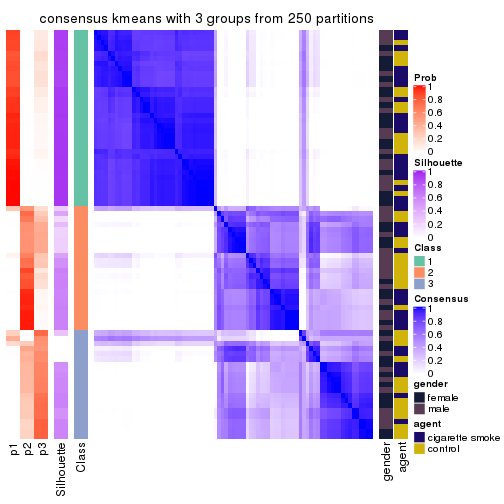 consensus kmeans with 3 groups from 250 partitions
Prob
1
0.8
0.6
0.4
0.2
0
Silhouette
1
0.8
0.6
0.4
0.2
0
Class
1
2
3
Consensus
1
0.8
0.6
0.4
0.2
0
gender
female
male
agent
cigarette smoke
control
p1
p2
p3
Silhouette
Class
gender
agent